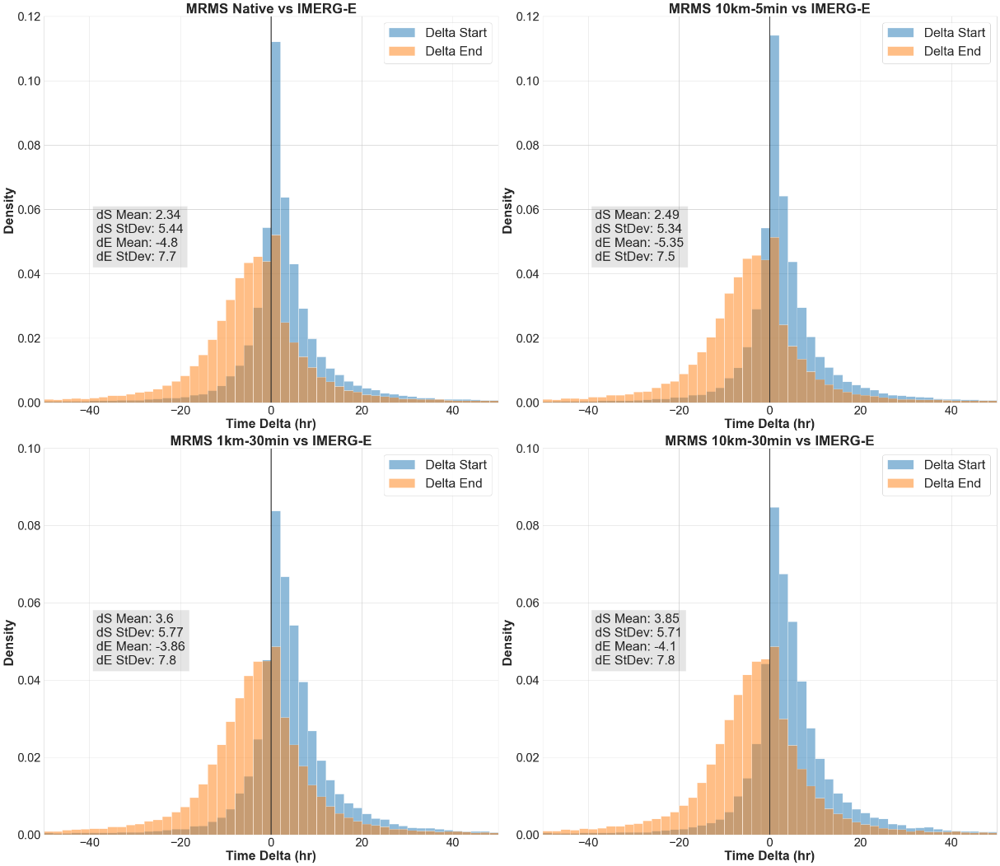 MRMS Native vs IMERG-E
0.12
0.10
0.08
0.06
0.04
0.02
0.00
Density
Delta Start
Delta End
dS Mean: 2.34
dS StDev: 5.44
dE Mean: -4.8
dE StDev: 7.7
−40
−20
0
20
40
Time Delta (hr)
MRMS 10km-5min vs IMERG-E
0.12
0.10
0.08
0.06
0.04
0.02
0.00
Density
Delta Start
Delta End
dS Mean: 2.49
dS StDev: 5.34
dE Mean: -5.35
dE StDev: 7.5
−40
−20
0
20
40
Time Delta (hr)
MRMS 1km-30min vs IMERG-E
0.10
0.08
0.06
0.04
0.02
0.00
Density
Delta Start
Delta End
dS Mean: 3.6
dS StDev: 5.77
dE Mean: -3.86
dE StDev: 7.8
−40
−20
0
20
40
Time Delta (hr)
MRMS 10km-30min vs IMERG-E
0.10
0.08
0.06
0.04
0.02
0.00
Density
Delta Start
Delta End
dS Mean: 3.85
dS StDev: 5.71
dE Mean: -4.1
dE StDev: 7.8
−40
−20
0
20
40
Time Delta (hr)